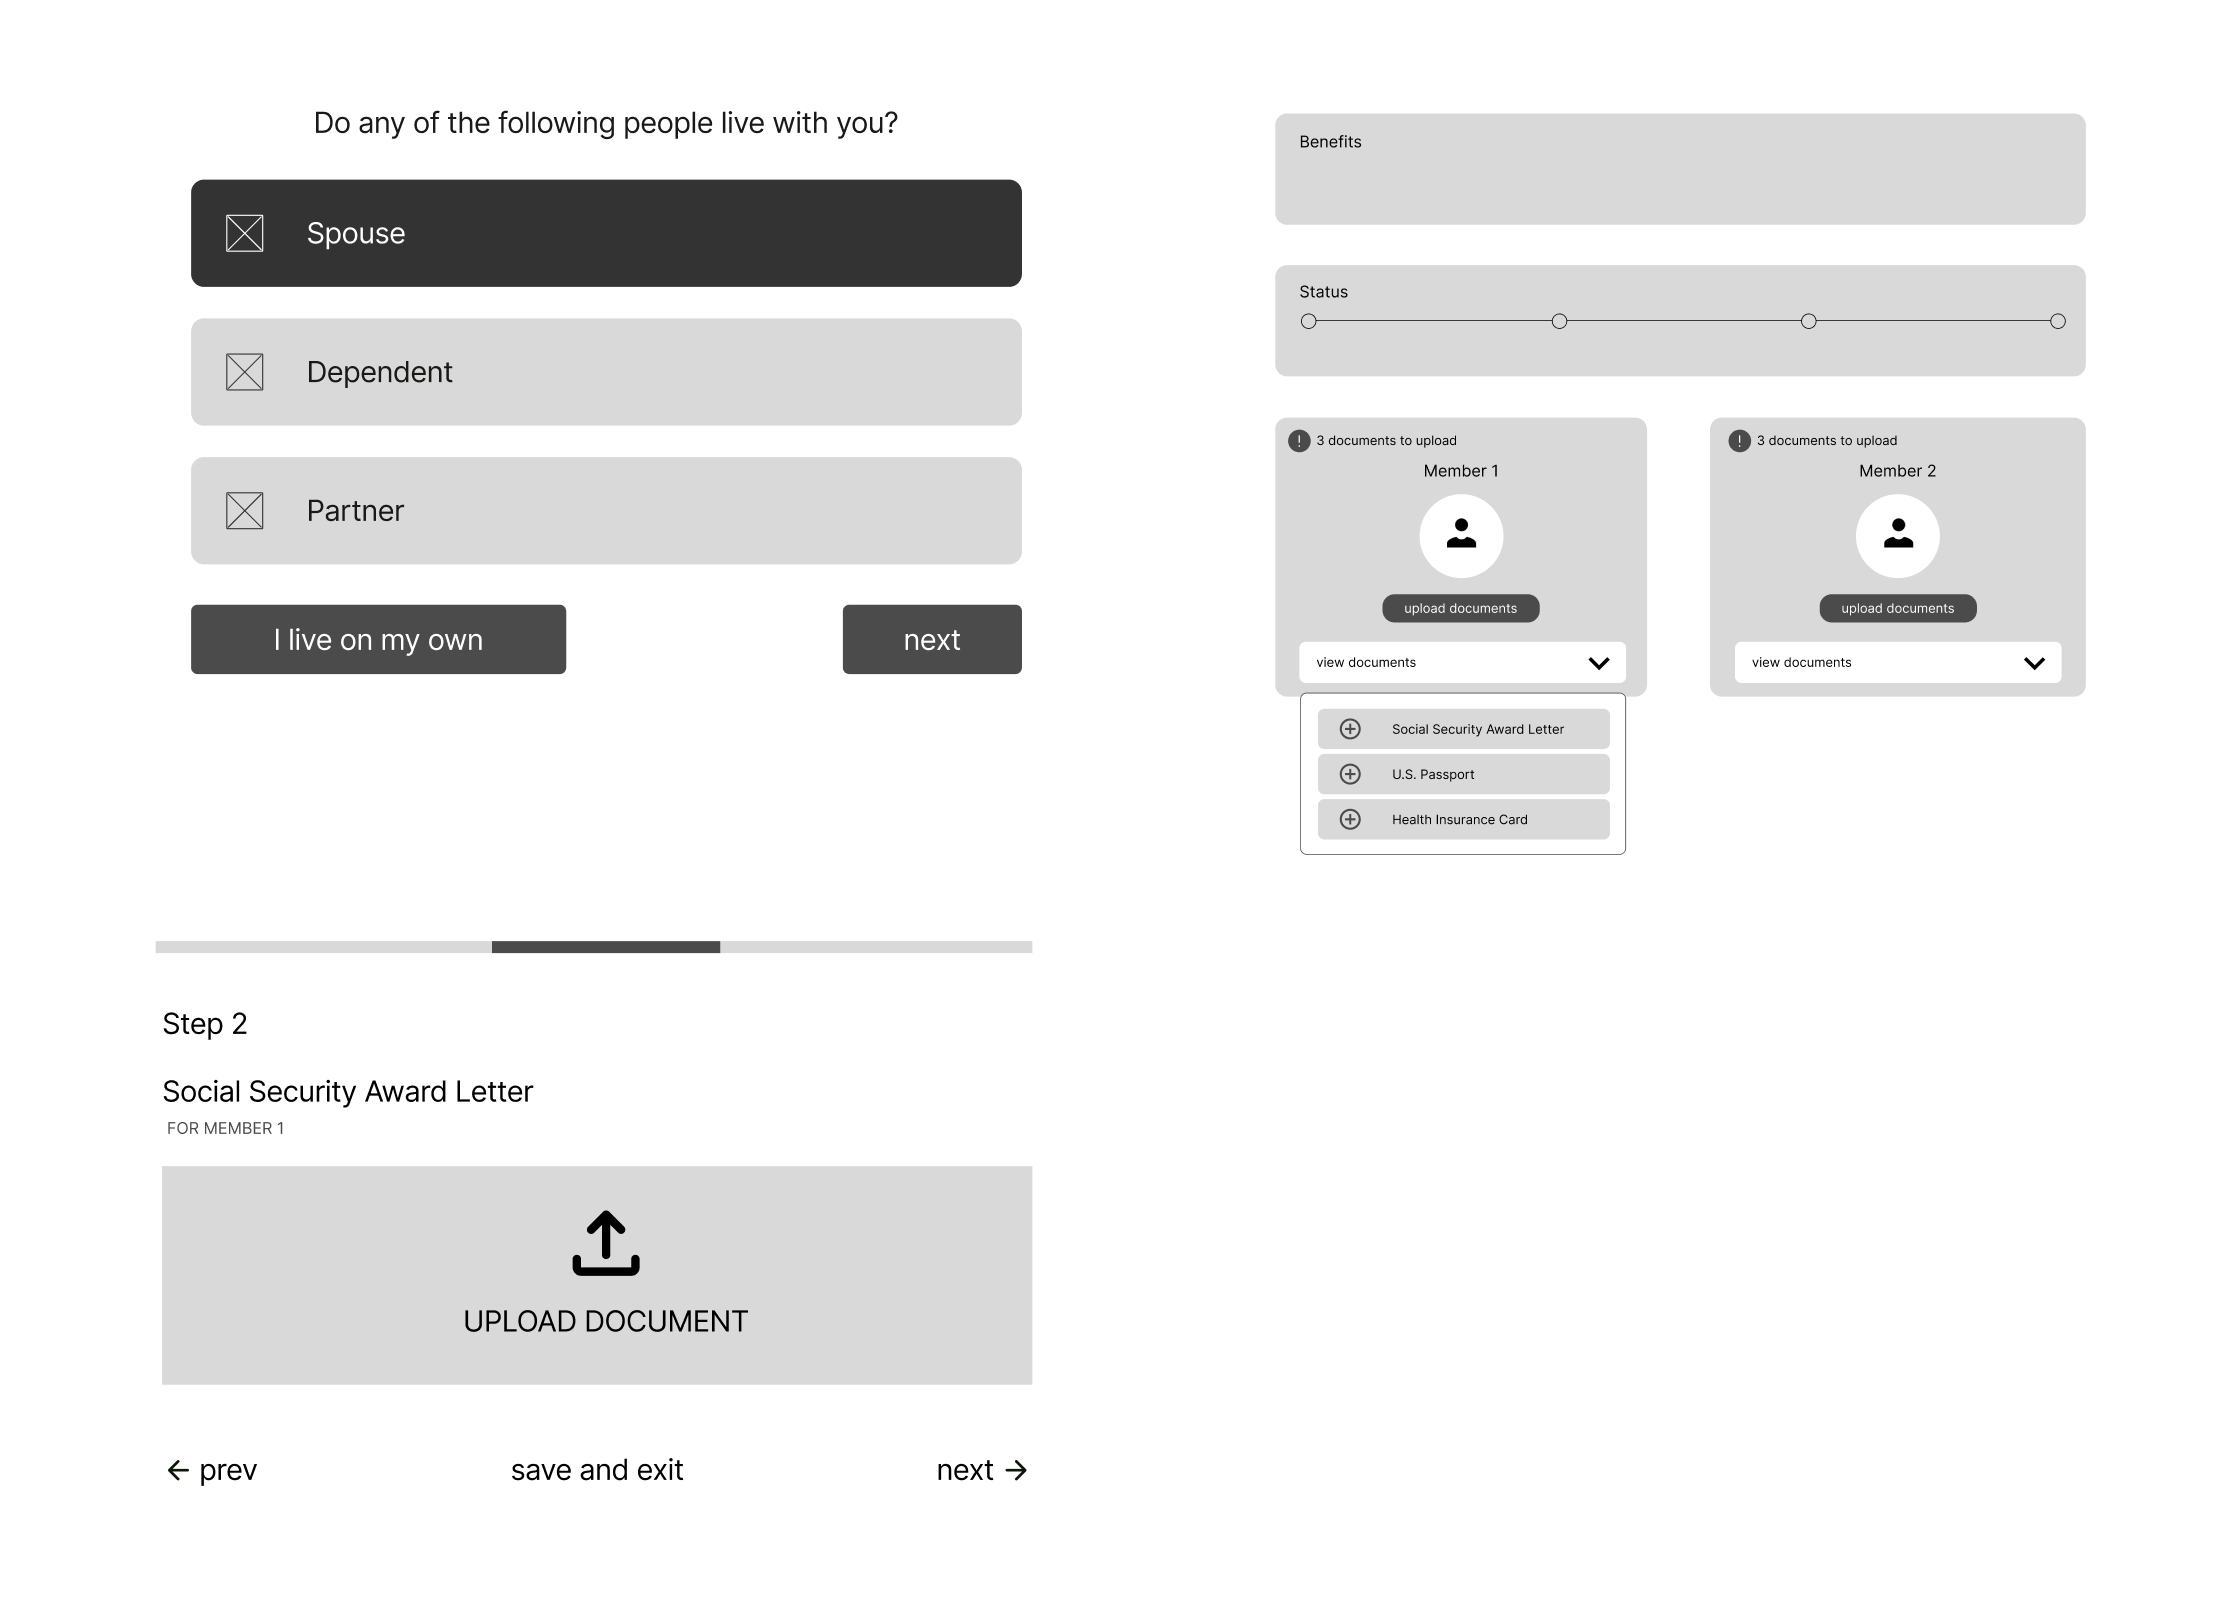 Do any of the following people live with you?
Spouse
Dependent
Partner
I live on my own
next
Benefits
Status
! 3 documents to upload
Member 1
upload documents
view documents
Social Security Award Letter
U.S. Passport
Health Insurance Card
! 3 documents to upload
Member 2
upload documents
view documents
Step 2
Social Security Award Letter
FOR MEMBER 1
UPLOAD DOCUMENT
prev
save and exit
next